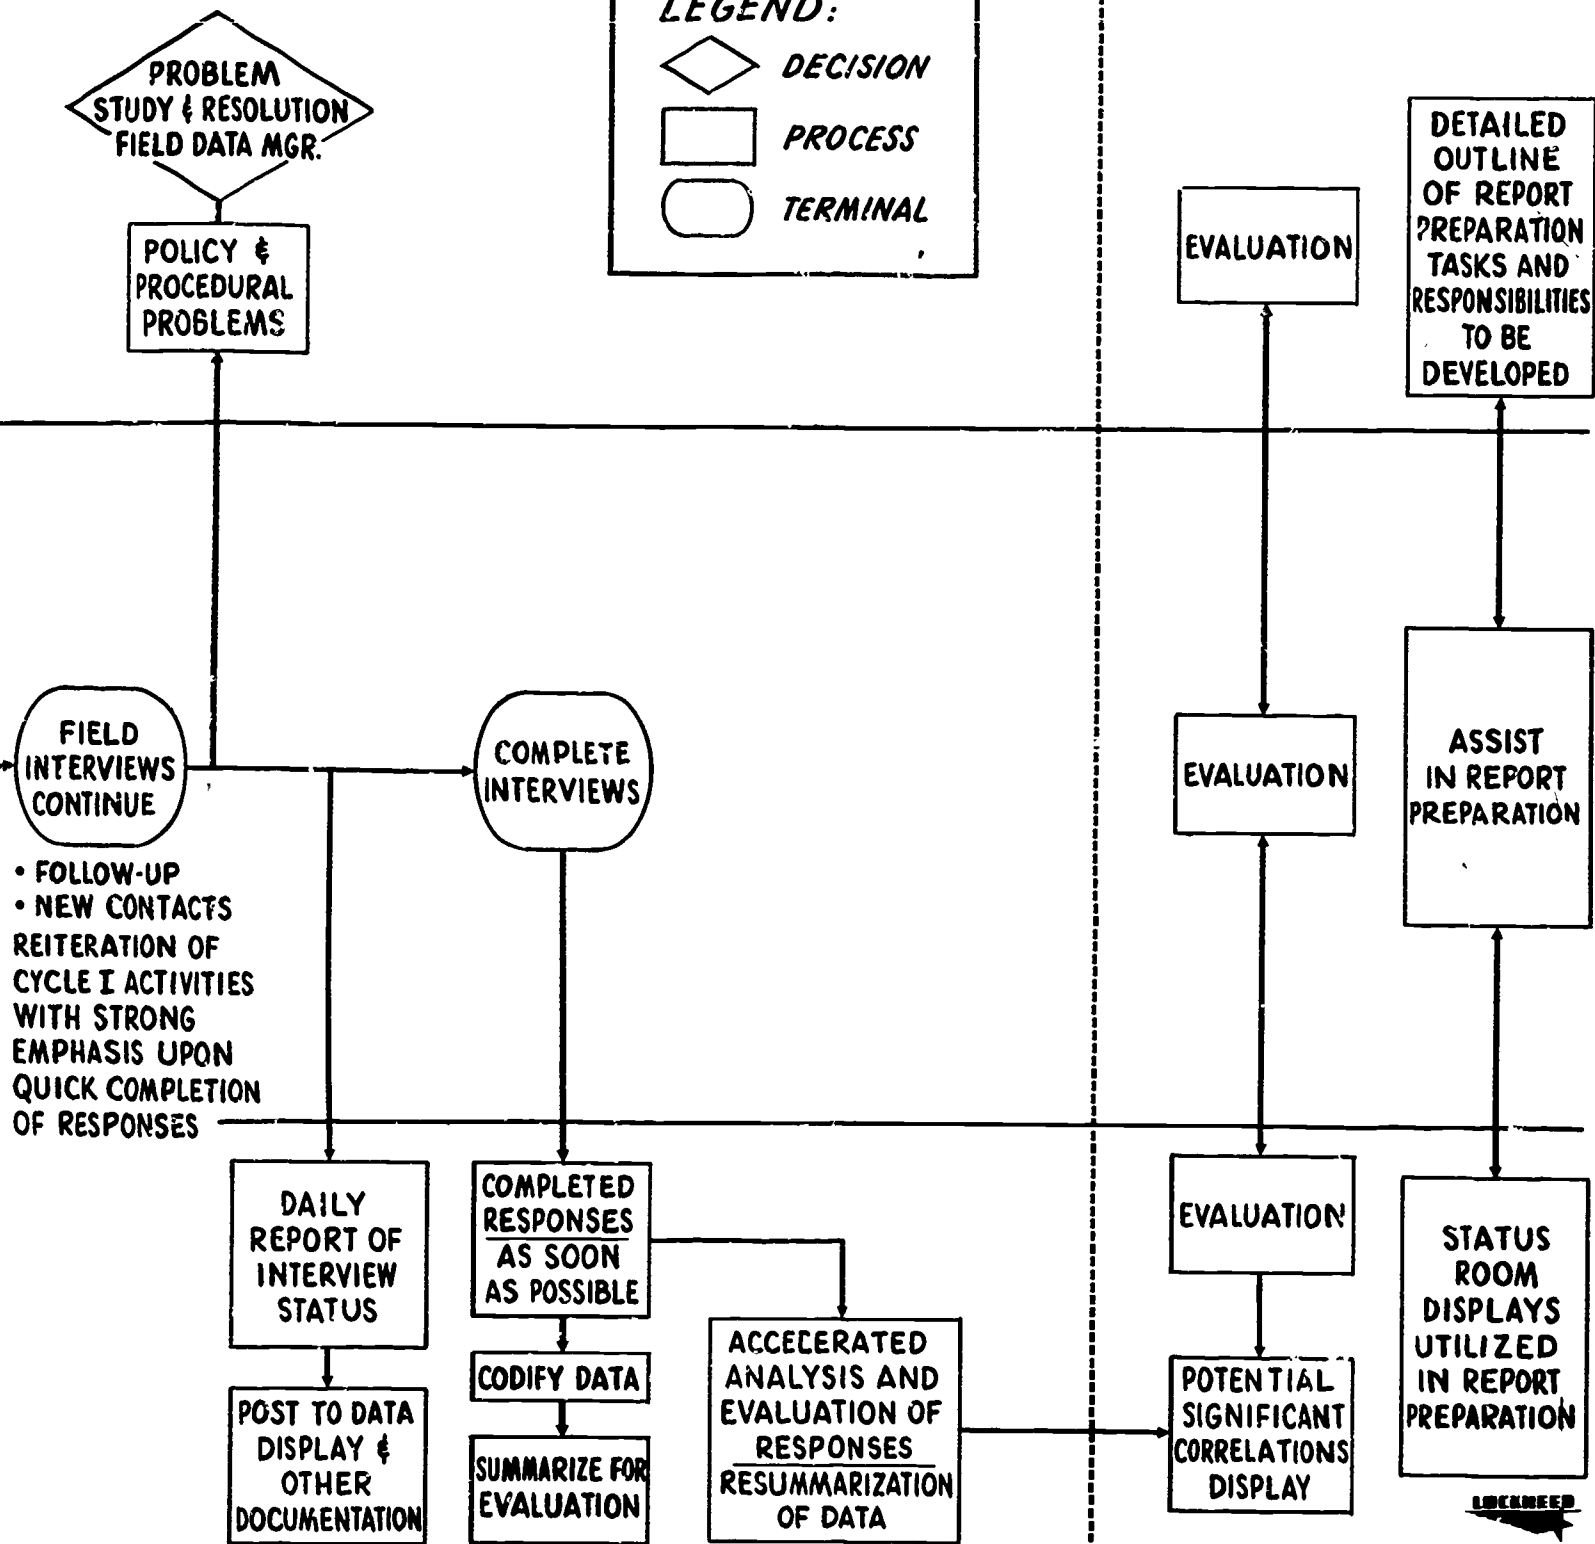 LEGEND:
DECISION
PROCESS
TERMINAL
PROBLEM
STUDY & RESOLUTION
FIELD DATA MGR.
POLICY &
PROCEDURAL
PROBLEMS
EVALUATION
DETAILED
OUTLINE
OF REPORT
PREPARATION
TASKS AND
RESPONSIBILITIES
TO BE
DEVELOPED
FIELD
INTERVIEWS
CONTINUE
• FOLLOW-UP
• NEW CONTACTS
REITERATION OF
CYCLE I ACTIVITIES
WITH STRONG
EMPHASIS UPON
QUICK COMPLETION
OF RESPONSES
COMPLETE
INTERVIEWS
EVALUATION
ASSIST
IN REPORT
PREPARATION
DAILY
REPORT OF
INTERVIEW
STATUS
POST TO DATA
DISPLAY &
OTHER
DOCUMENTATION
COMPLETED
RESPONSES
AS SOON
AS POSSIBLE
CODIFY DATA
SUMMARIZE FOR
EVALUATION
ACCELERATED
ANALYSIS AND
EVALUATION OF
RESPONSES
RESUMMARIZATION
OF DATA
EVALUATION
POTENTIAL
SIGNIFICANT
CORRELATIONS
DISPLAY
STATUS
ROOM
DISPLAYS
UTILIZED
IN REPORT
PREPARATION
LOCKHEED